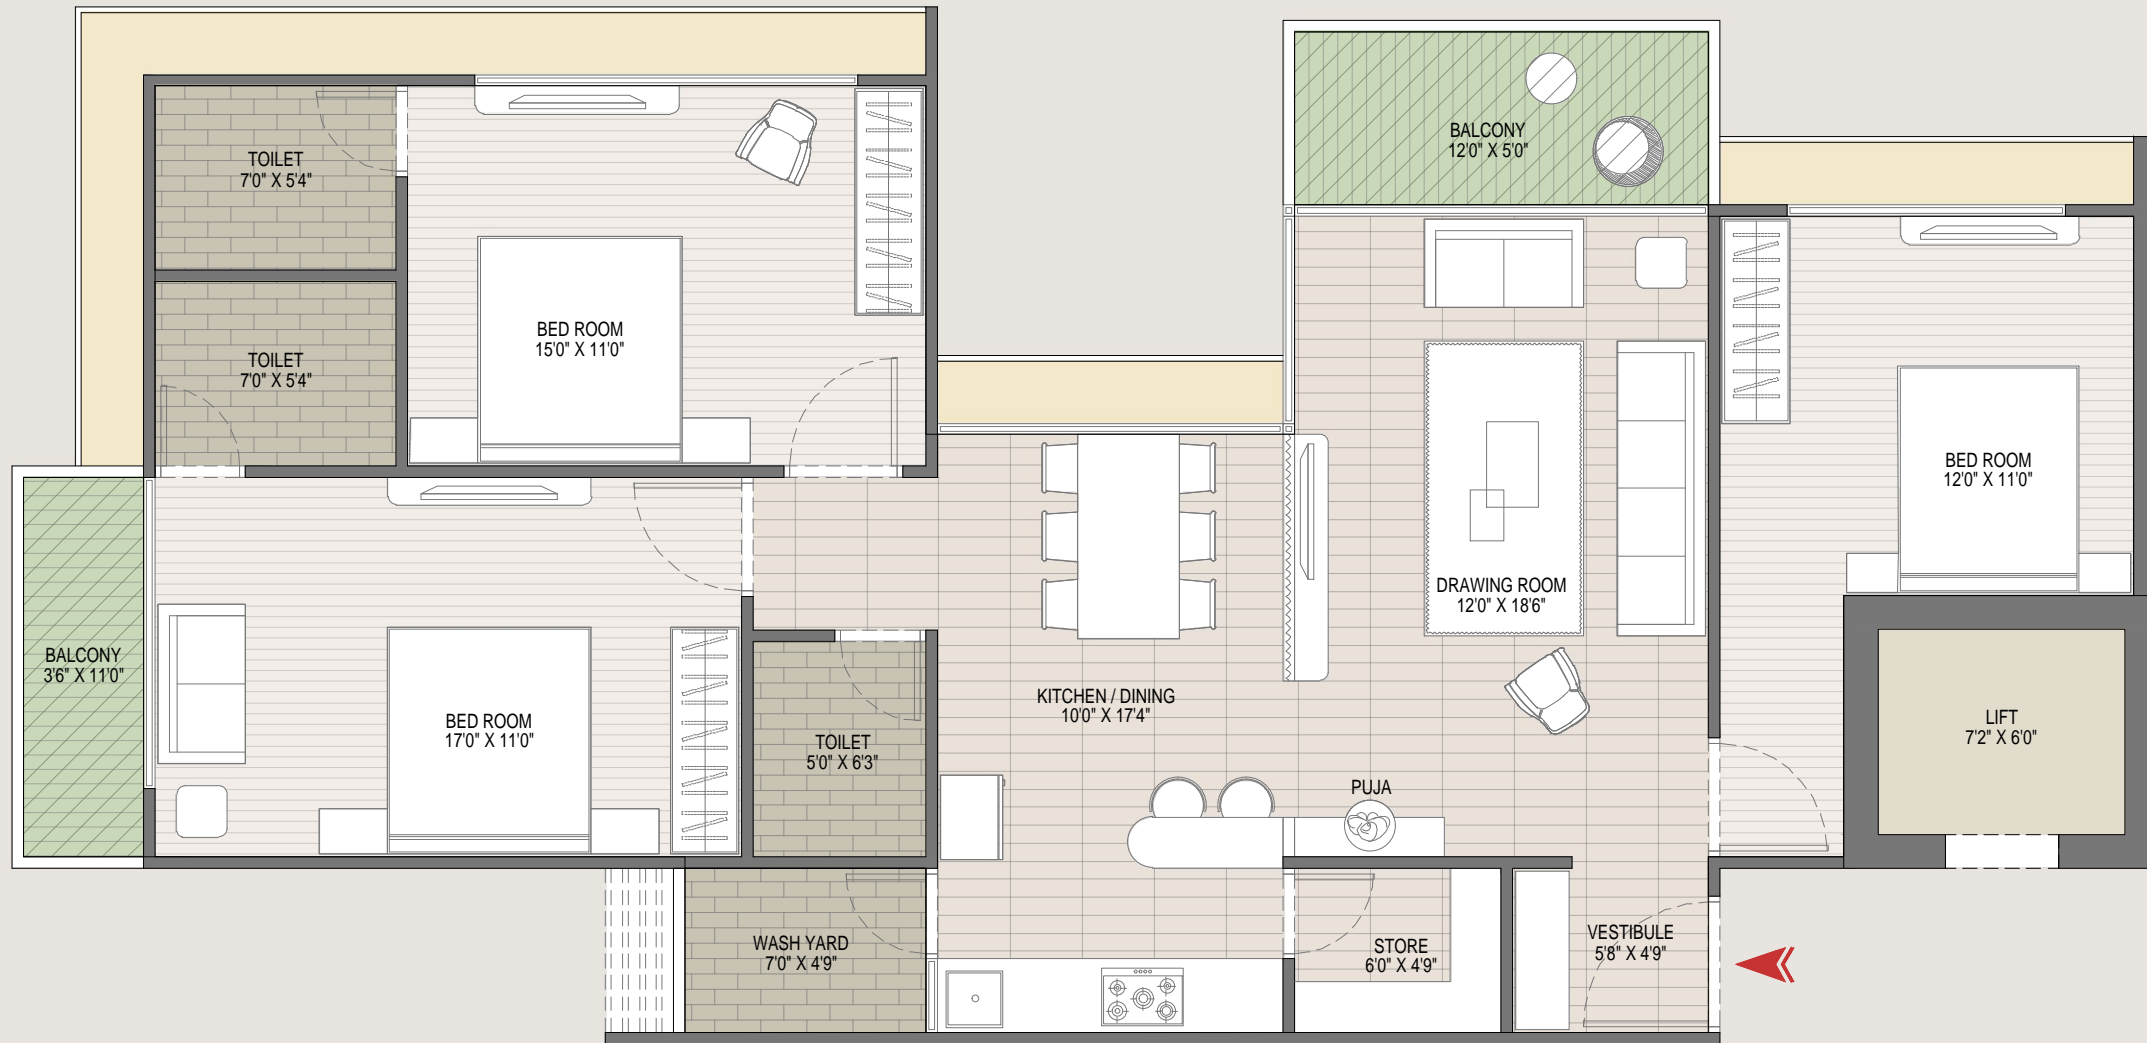 TOILET
7'0" X 5'4"
BED ROOM
15'0" X 11'0"
TOILET
7'0" X 5'4"
BALCONY
12'0" X 5'0"
BED ROOM
12'0" X 11'0"
DRAWING ROOM
12'0" X 18'6"
BALCONY
3'6" X 11'0"
BED ROOM
17'0" X 11'0"
TOILET
5'0" X 6'3"
KITCHEN / DINING
10'0" X 17'4"
PUJA
LIFT
7'2" X 6'0"
WASH YARD
7'0" X 4'9"
STORE
6'0" X 4'9"
VESTIBULE
5'8" X 4'9"